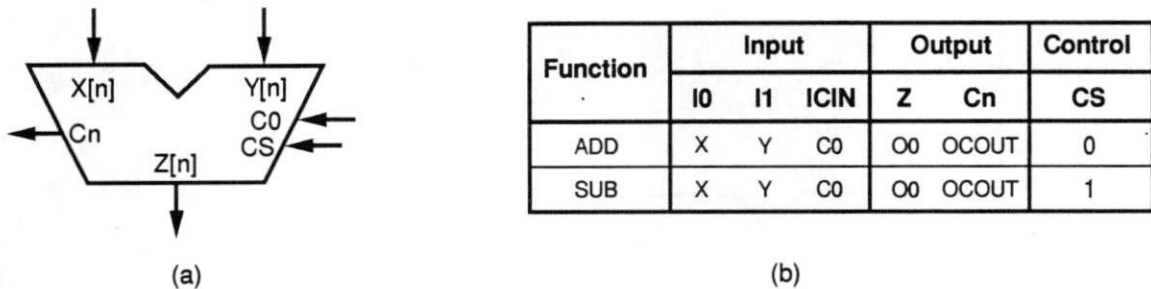 X[n] Y[n]
Cn C0
CS
Z[n]
(a)
Function Input Output Control
I0 I1 ICIN Z Cn CS
ADD X Y C0 O0 OCOUT 0
SUB X Y C0 O0 OCOUT 1
(b)